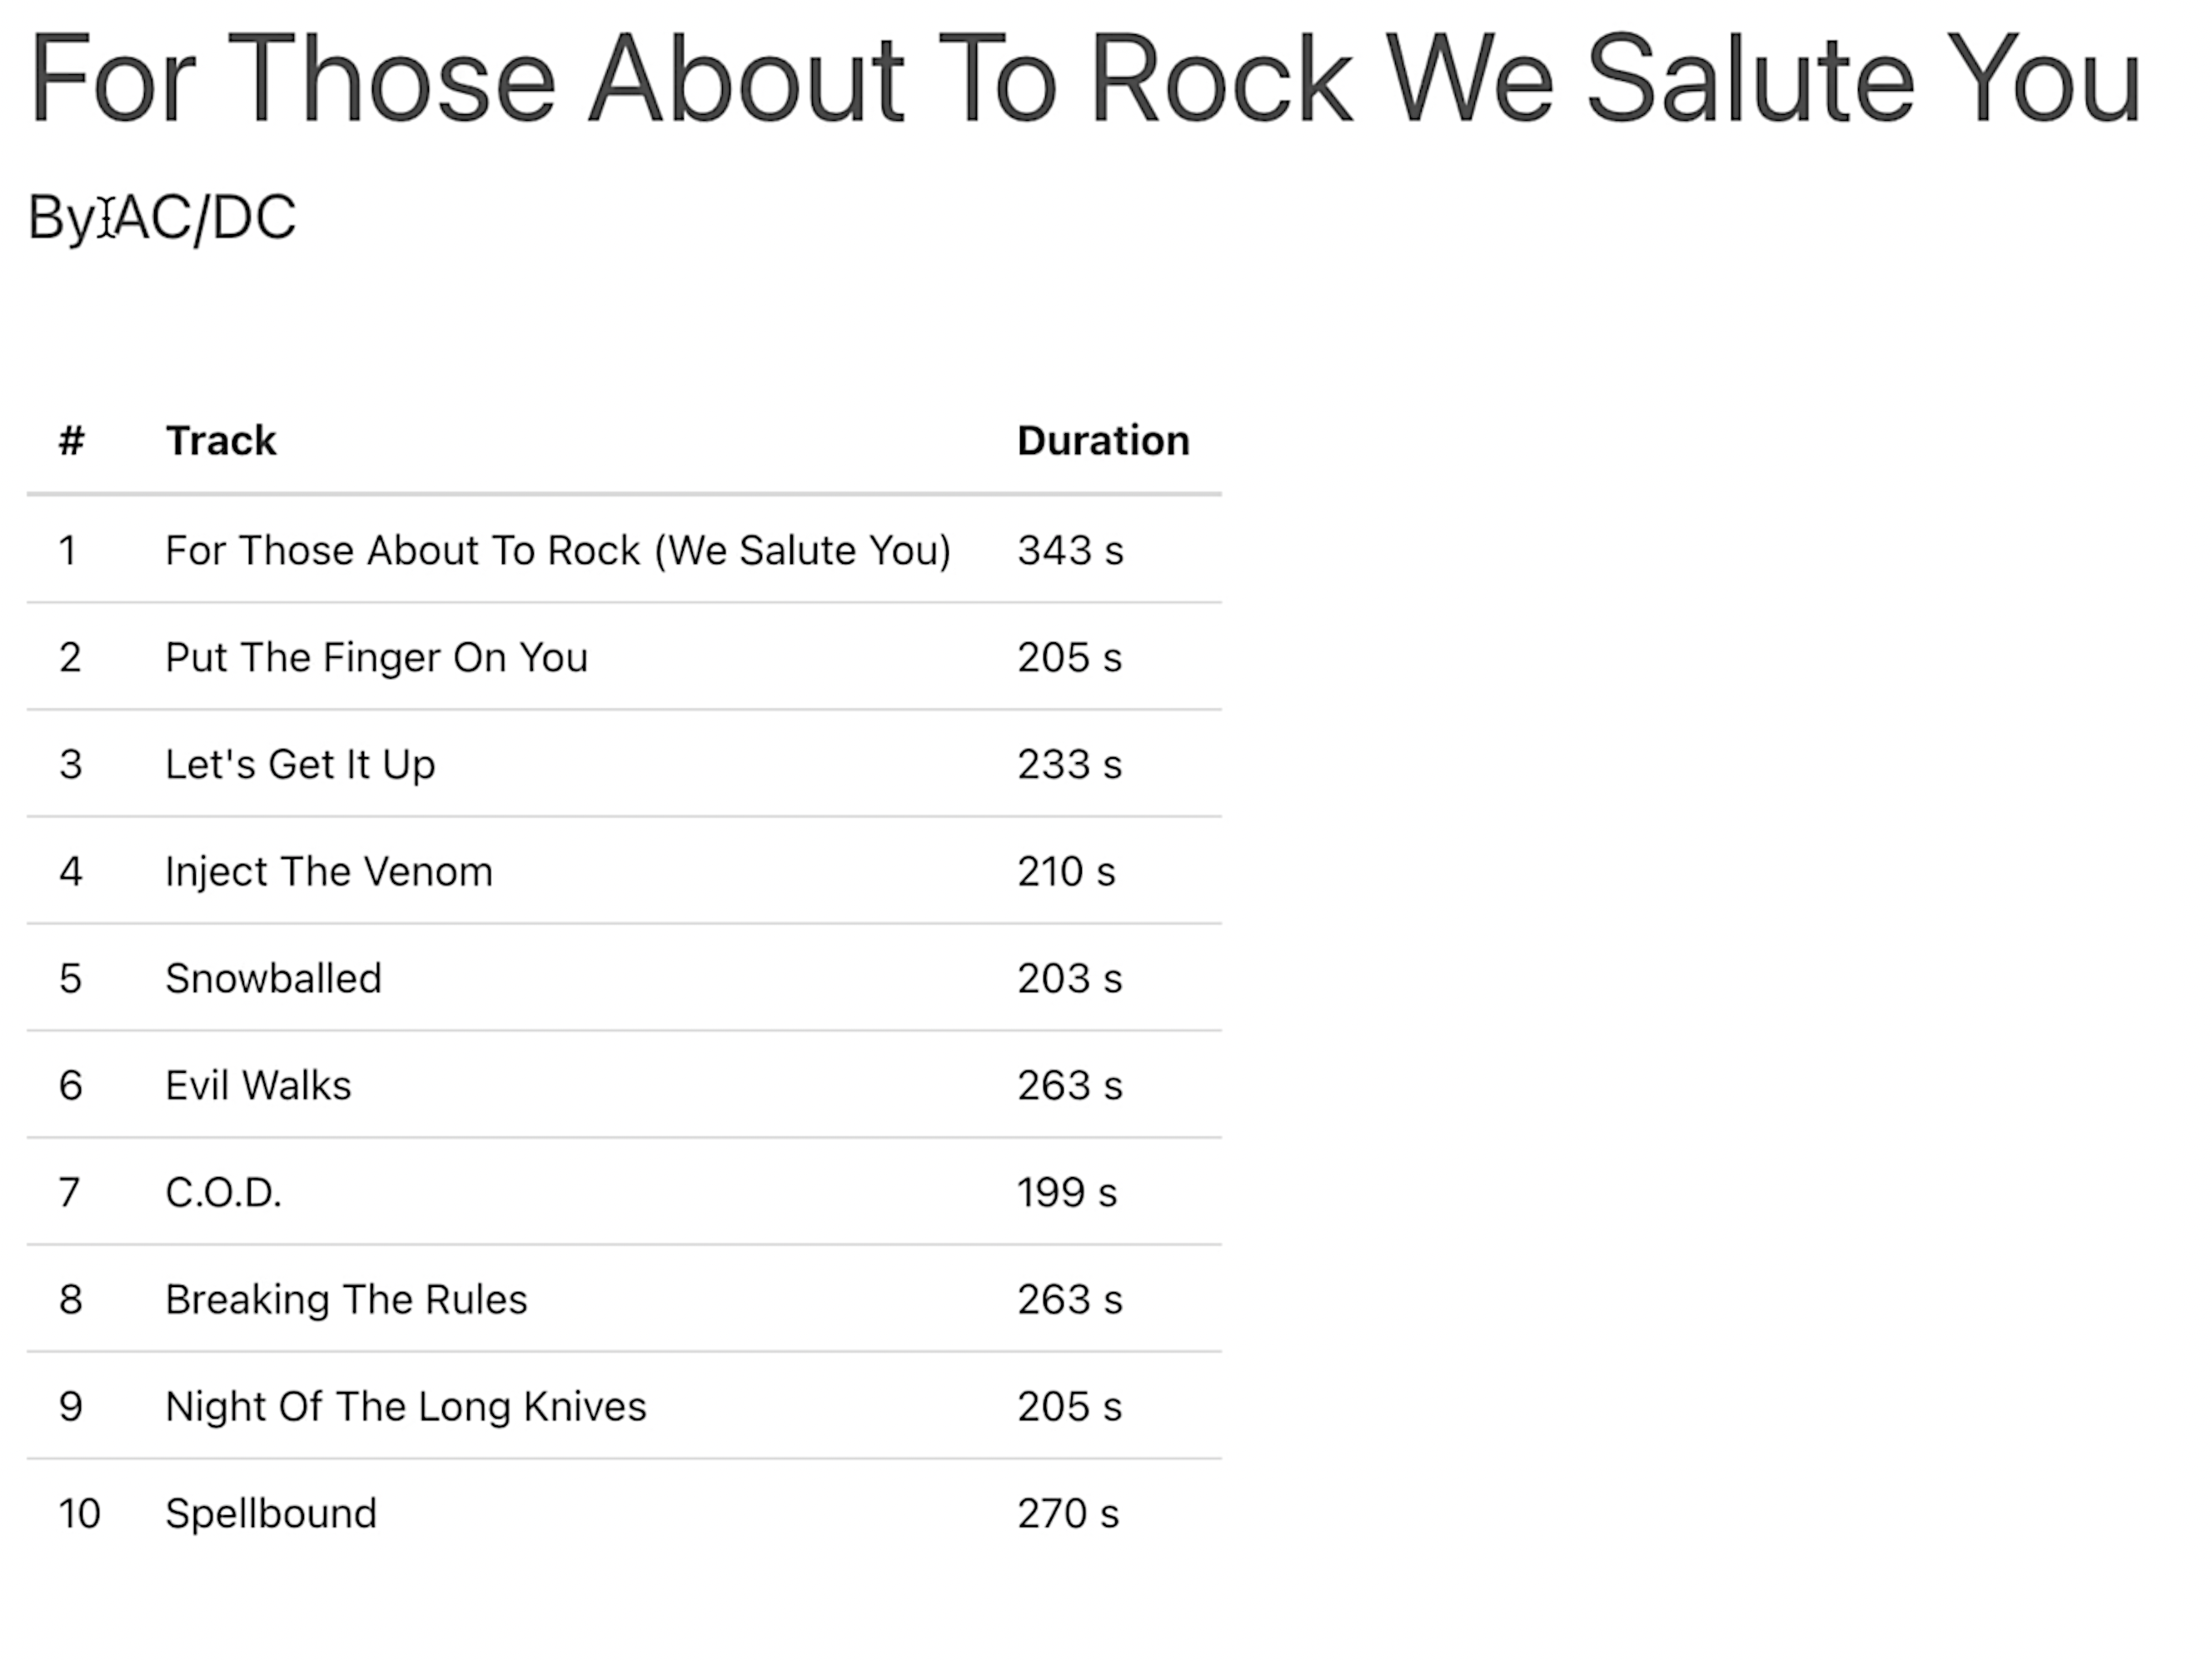 For Those About To Rock We Salute You
By AC/DC
# Track Duration
1 For Those About To Rock (We Salute You) 343 s
2 Put The Finger On You 205 s
3 Let's Get It Up 233 s
4 Inject The Venom 210 s
5 Snowballed 203 s
6 Evil Walks 263 s
7 C.O.D. 199 s
8 Breaking The Rules 263 s
9 Night Of The Long Knives 205 s
10 Spellbound 270 s